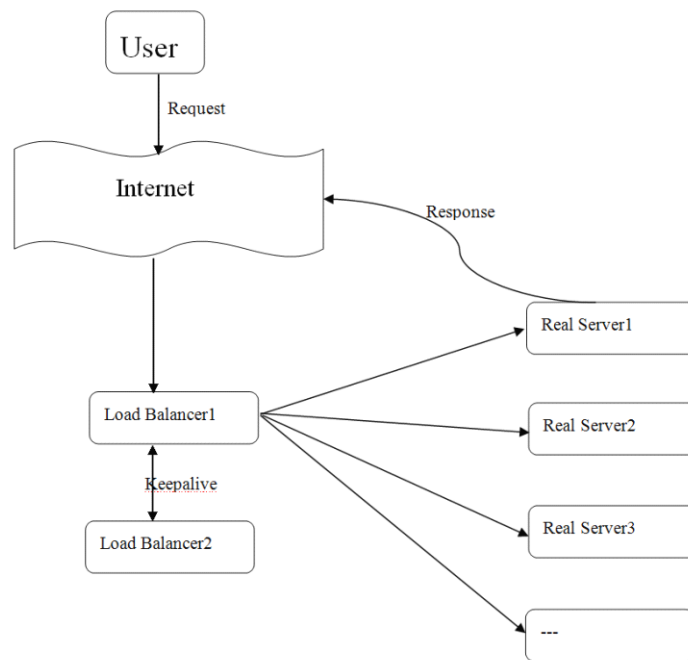 User
Request
Internet
Response
Real Server1
Load Balancer1
Real Server2
Keepalive
Real Server3
Load Balancer2
---